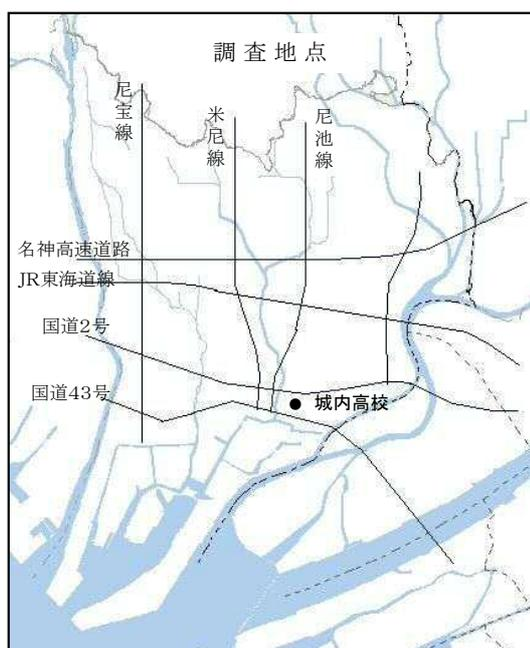 調査地点
尼宝線
米尼線
尼池線
名神高速道路
JR東海道線
国道2号
国道43号
城内高校